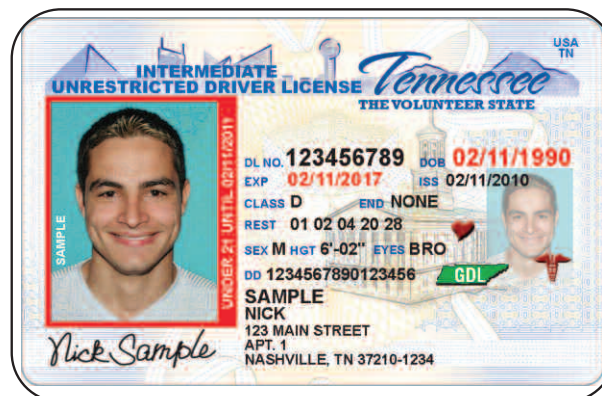 USA
TN
INTERMEDIATE
UNRESTRICTED DRIVER LICENSE
Tennessee
THE VOLUNTEER STATE
SAMPLE
UNDER 21 UNTIL 02/11/2011
DL NO. 123456789 DOB 02/11/1990
EXP 02/11/2017 ISS 02/11/2010
CLASS D END NONE
REST 01 02 04 20 28
SEX M HGT 6'-02" EYES BRO
DD 1234567890123456 GDL
SAMPLE
NICK
123 MAIN STREET
APT. 1
NASHVILLE, TN 37210-1234
Nick Sample